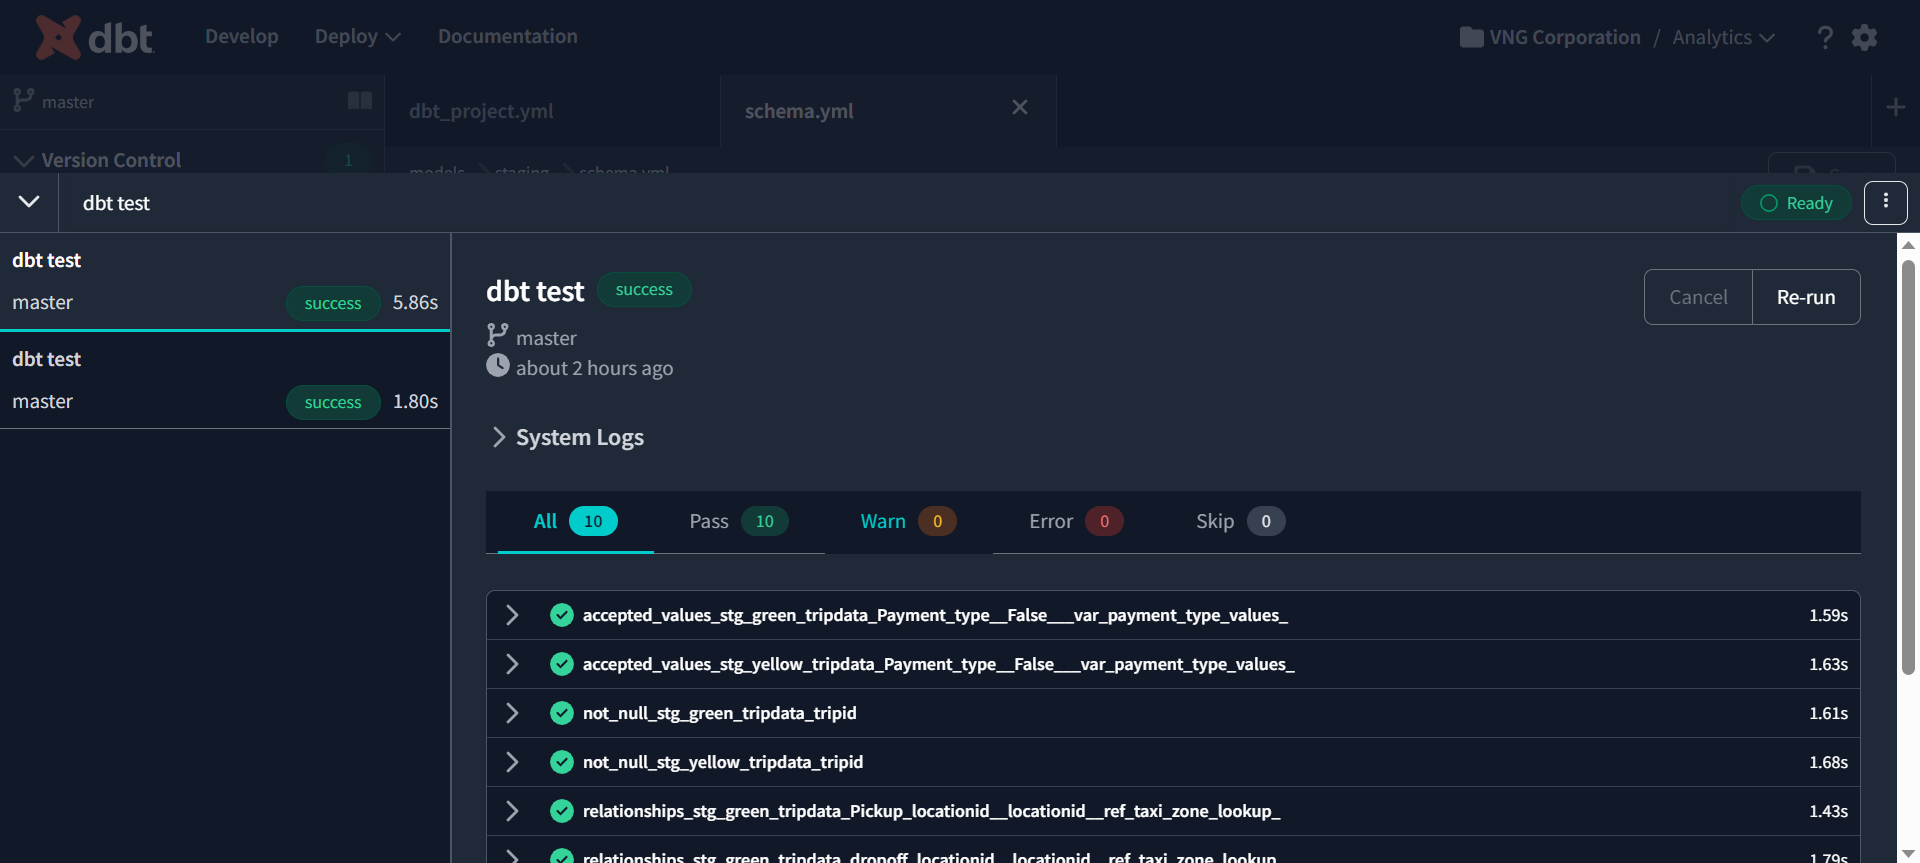 dbt Develop Deploy Documentation VNG Corporation / Analytics ?
master dbt_project.yml schema.yml
Version Control 1 models staging schema.yml
dbt test Ready
dbt test
master success 5.86s
dbt test
master success 1.80s
dbt test success Cancel Re-run
master
about 2 hours ago
System Logs
All 10 Pass 10 Warn 0 Error 0 Skip 0
accepted_values_stg_green_tripdata_Payment_type__False___var_payment_type_values_ 1.59s
accepted_values_stg_yellow_tripdata_Payment_type__False___var_payment_type_values_ 1.63s
not_null_stg_green_tripdata_tripid 1.61s
not_null_stg_yellow_tripdata_tripid 1.68s
relationships_stg_green_tripdata_Pickup_locationid__locationid__ref_taxi_zone_lookup_ 1.43s
relationships_stg_green_tripdata_dropoff_locationid__locationid__ref_taxi_zone_lookup_ 1.79s